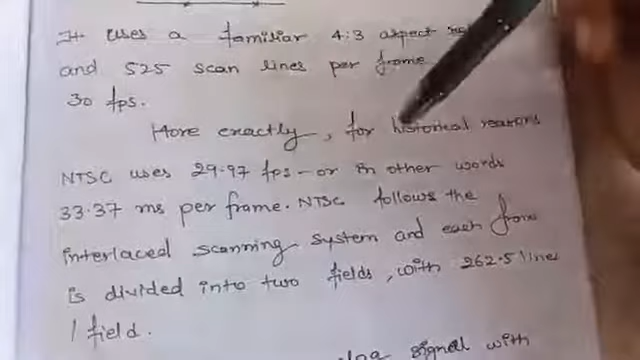 It uses a familiar 4:3 aspect
and 525 scan lines per frame
30 fps.
More exactly, for historical reasons
NTSC uses 29.97 fps - or in other words
33.37 ms per frame. NTSC follows the
interlaced scanning system and each fram
is divided into two fields, with 262.5 line
/ field.
signal with